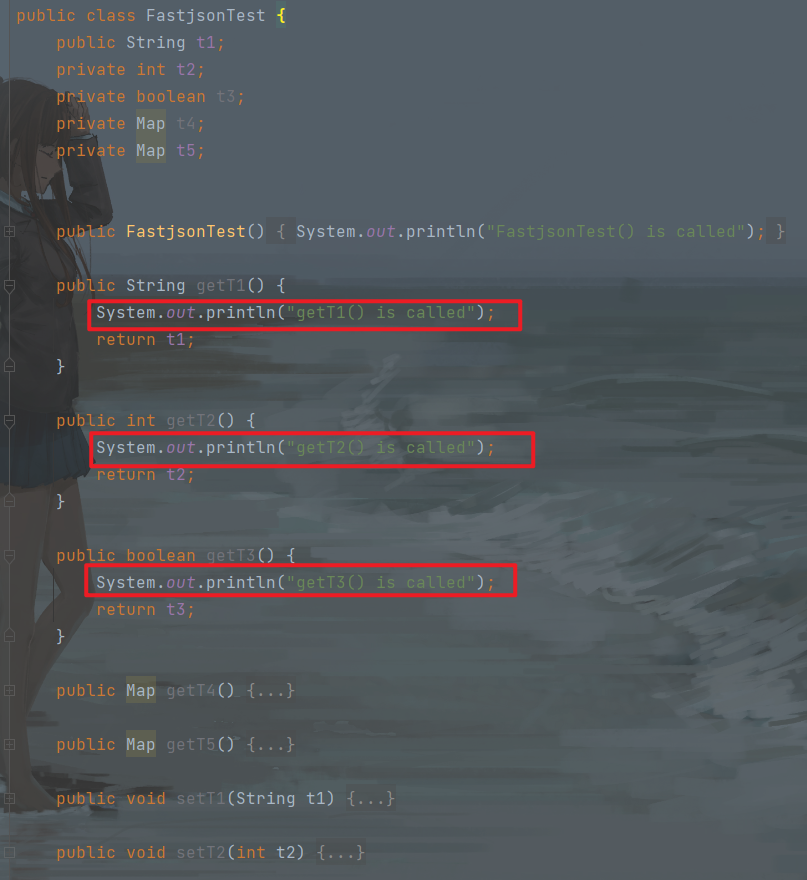 public class FastjsonTest {
public String t1;
private int t2;
private boolean t3;
private Map t4;
private Map t5;
public FastjsonTest() { System.out.println("FastjsonTest() is called"); }
public String getT1() {
System.out.println("getT1() is called");
return t1;
}
public int getT2() {
System.out.println("getT2() is called");
return t2;
}
public boolean getT3() {
System.out.println("getT3() is called");
return t3;
}
public Map getT4() {...}
public Map getT5() {...}
public void setT1(String t1) {...}
public void setT2(int t2) {...}